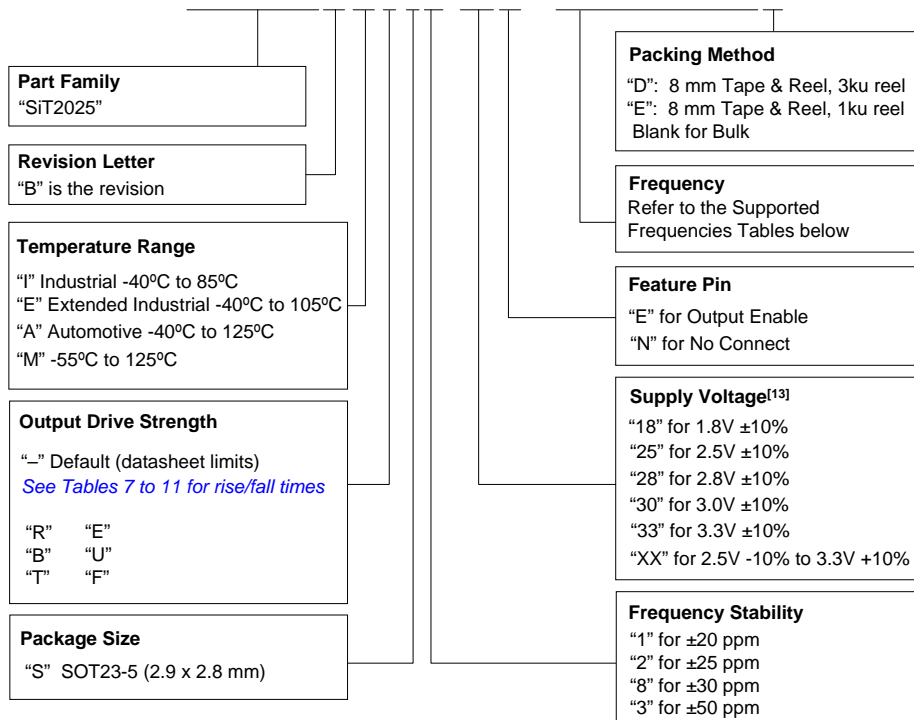 Part Family
“SiT2025”
Revision Letter
“B” is the revision
Temperature Range
“I” Industrial -40ºC to 85ºC
“E” Extended Industrial -40ºC to 105ºC
“A” Automotive -40ºC to 125ºC
“M” -55ºC to 125ºC
Output Drive Strength
“–” Default (datasheet limits)
See Tables 7 to 11 for rise/fall times
“R” “E”
“B” “U”
“T” “F”
Package Size
“S” SOT23-5 (2.9 x 2.8 mm)
Packing Method
“D”: 8 mm Tape & Reel, 3ku reel
“E”: 8 mm Tape & Reel, 1ku reel
Blank for Bulk
Frequency
Refer to the Supported
Frequencies Tables below
Feature Pin
“E” for Output Enable
“N” for No Connect
Supply Voltage[13]
“18” for 1.8V ±10%
“25” for 2.5V ±10%
“28” for 2.8V ±10%
“30” for 3.0V ±10%
“33” for 3.3V ±10%
“XX” for 2.5V -10% to 3.3V +10%
Frequency Stability
“1” for ±20 ppm
“2” for ±25 ppm
“8” for ±30 ppm
“3” for ±50 ppm